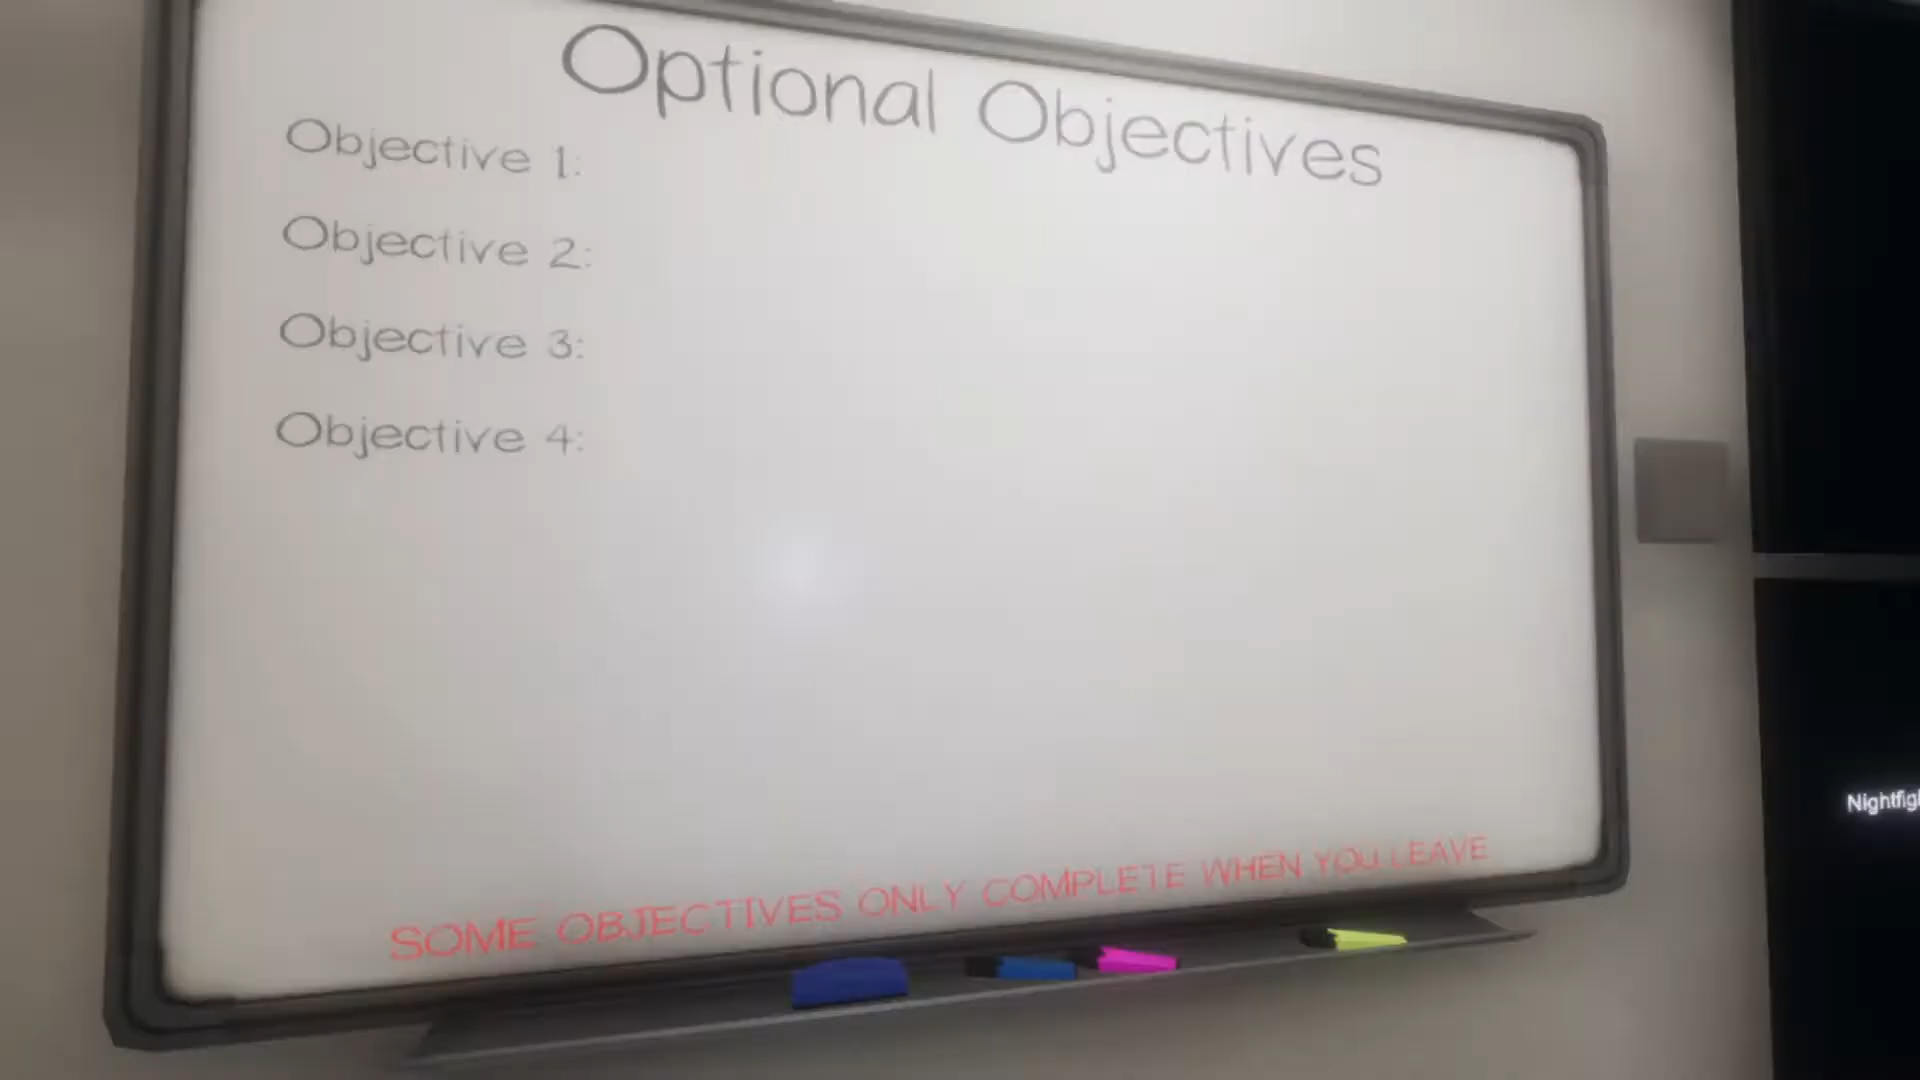 Optional Objectives
Objective 1:
Objective 2:
Objective 3:
Objective 4:
SOME OBJECTIVES ONLY COMPLETE WHEN YOU LEAVE